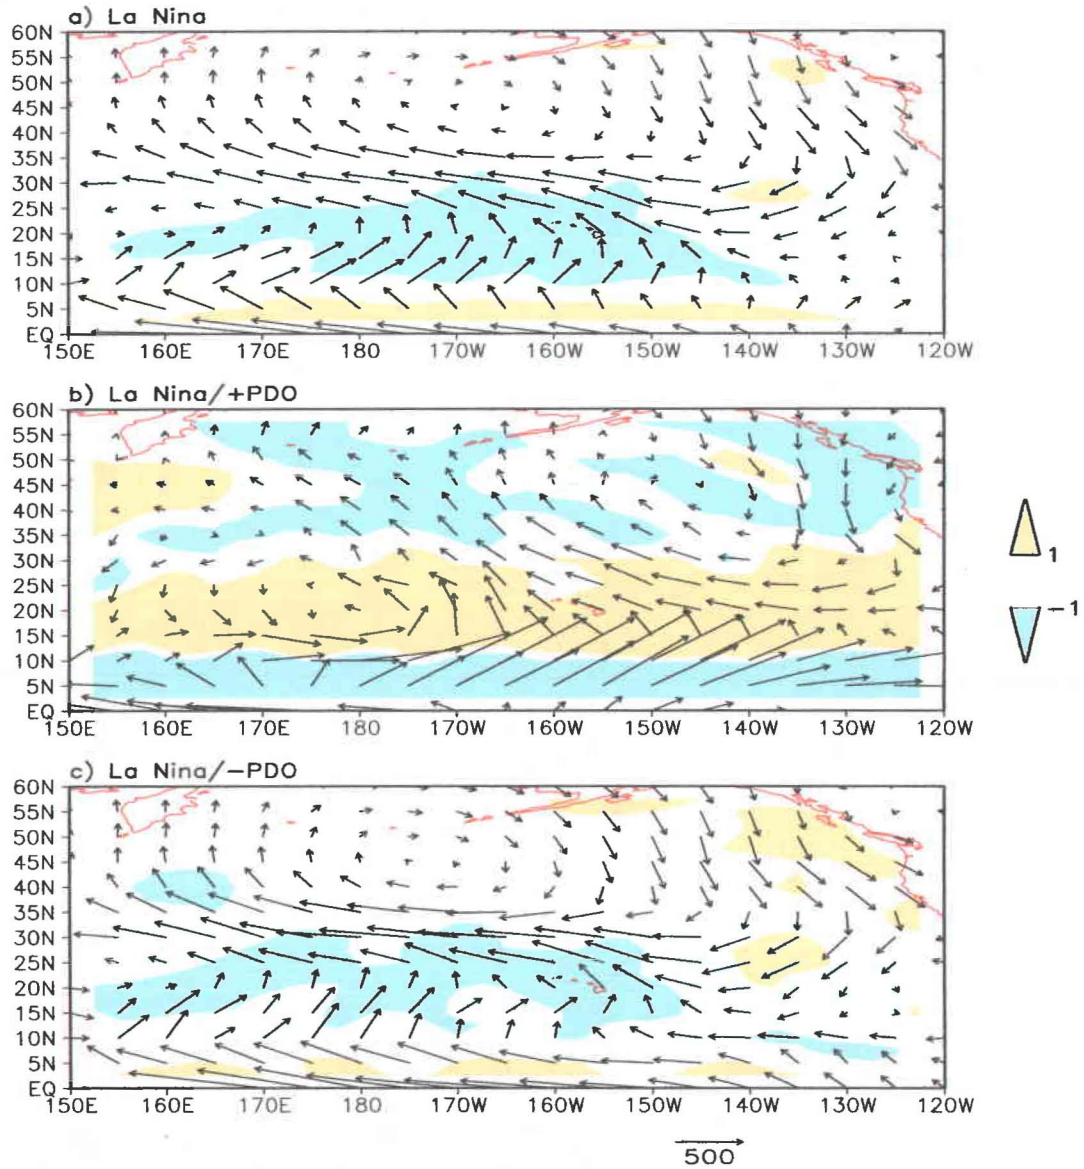 a) La Nina
60N
55N
50N
45N
40N
35N
30N
25N
20N
15N
10N
5N
EQ
150E 160E 170E 180 170W 160W 150W 140W 130W 120W
b) La Nina/+PDO
60N
55N
50N
45N
40N
35N
30N
25N
20N
15N
10N
5N
EQ
150E 160E 170E 180 170W 160W 150W 140W 130W 120W
1
-1
c) La Nina/-PDO
60N
55N
50N
45N
40N
35N
30N
25N
20N
15N
10N
5N
EQ
150E 160E 170E 180 170W 160W 150W 140W 130W 120W
500